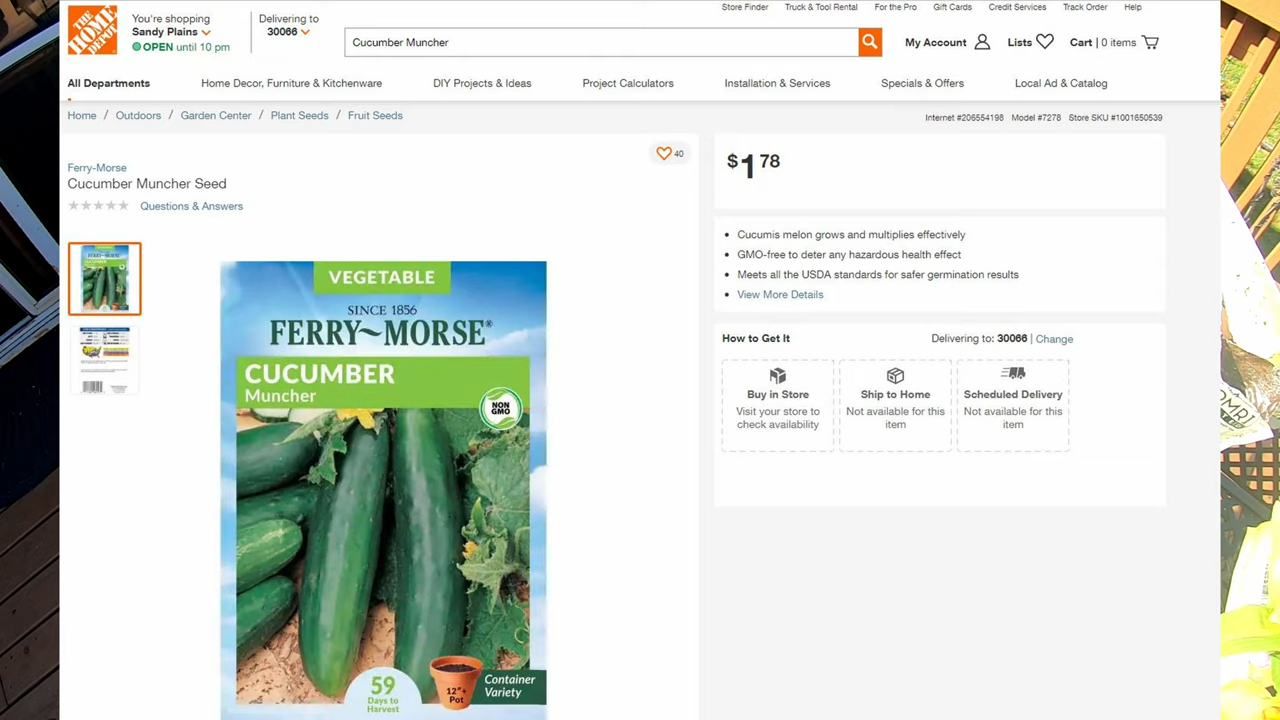 THE HOME DEPOT
You're shopping
Sandy Plains
OPEN until 10 pm
Delivering to
30066
Store Finder
Truck & Tool Rental
For the Pro
Gift Cards
Credit Services
Track Order
Help
Cucumber Muncher
My Account
Lists
Cart | 0 items
All Departments
Home Decor, Furniture & Kitchenware
DIY Projects & Ideas
Project Calculators
Installation & Services
Specials & Offers
Local Ad & Catalog
Home / Outdoors / Garden Center / Plant Seeds / Fruit Seeds
Internet #206554198 Model #7278 Store SKU #1001650539
40
Ferry-Morse
Cucumber Muncher Seed
Questions & Answers
VEGETABLE
SINCE 1856
FERRY~MORSE®
CUCUMBER
Muncher
NON
GMO
59
Days to
Harvest
12"+
Pot
Container
Variety
$1 78
Cucumis melon grows and multiplies effectively
GMO-free to deter any hazardous health effect
Meets all the USDA standards for safer germination results
View More Details
How to Get It
Delivering to: 30066 | Change
Buy in Store
Visit your store to
check availability
Ship to Home
Not available for this
item
Scheduled Delivery
Not available for this
item